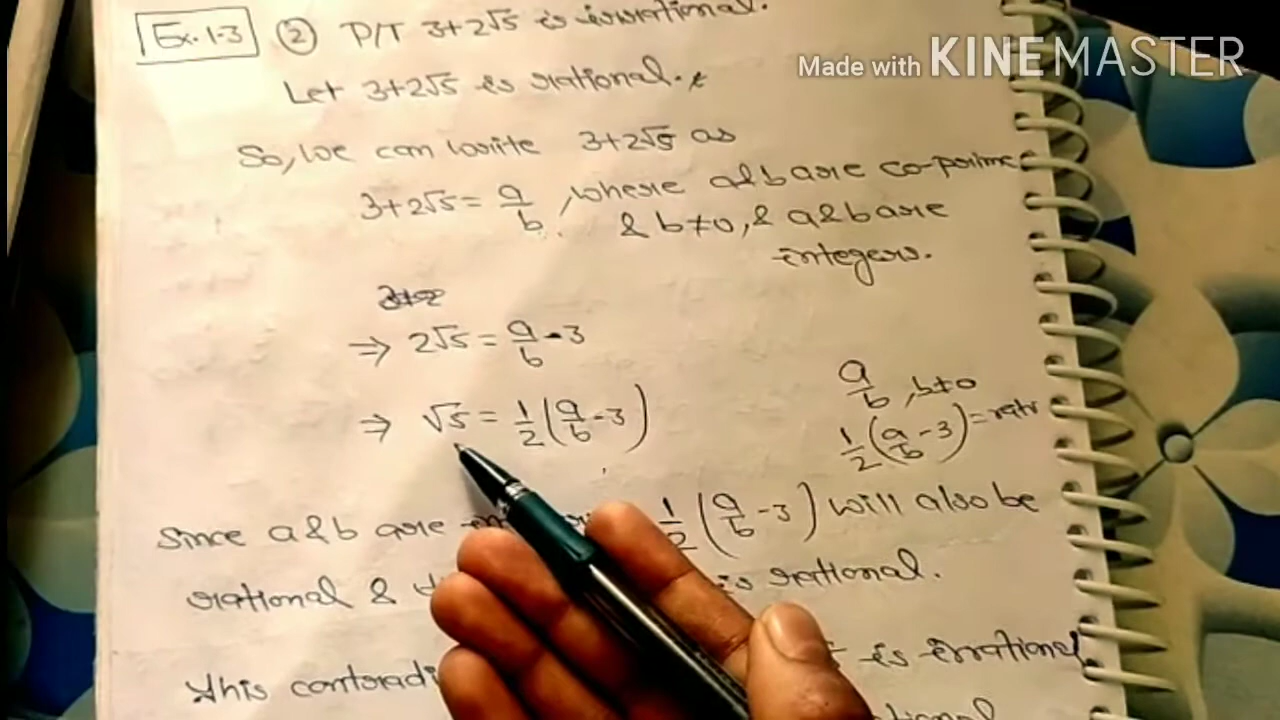 Made with KINEMASTER
Ex. 1.3 ② P/T 3+2√5 is irrational.
Let 3+2√5 is rational.
So, we can write 3+2√5 as
3+2√5 = a/b, where a & b are co-prime
& b≠0, & a & b are
integers.
⇒ 2√5 = a/b - 3
⇒ √5 = 1/2 (a/b - 3)
a/b, b≠0
1/2 (a/b - 3) = ratr
Since a & b are 1/2 (a/b - 3) will also be
rational & is rational.
This contradi is irrational